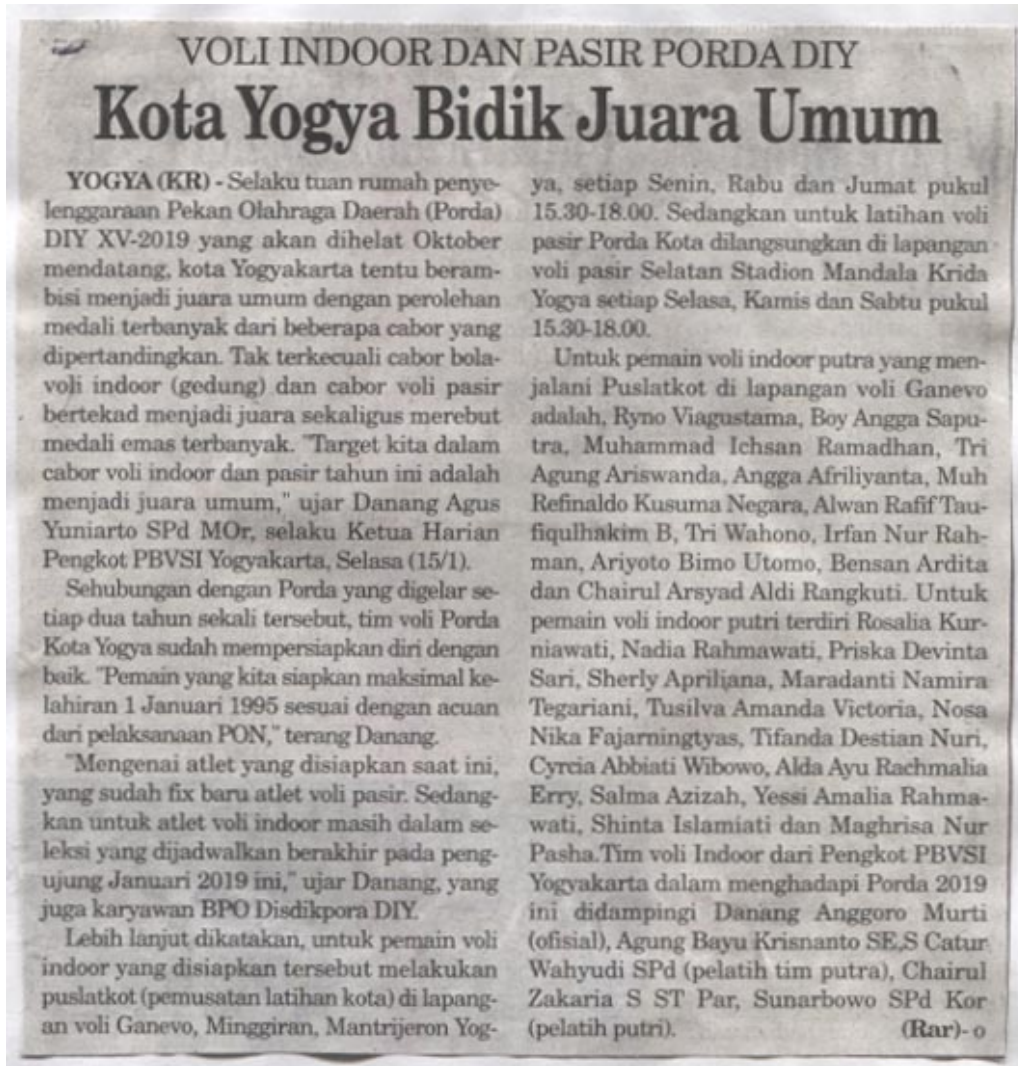 VOLI INDOOR DAN PASIR PORDA DIY
Kota Yogya Bidik Juara Umum
YOGYA (KR) - Selaku tuan rumah penye-
lenggaraan Pekan Olahraga Daerah (Porda)
DIY XV-2019 yang akan dihelat Oktober
mendatang, kota Yogyakarta tentu beram-
bisi menjadi juara umum dengan perolehan
medali terbanyak dari beberapa cabor yang
dipertandingkan. Tak terkecuali cabor bola-
voli indoor (gedung) dan cabor voli pasir
bertekad menjadi juara sekaligus merebut
medali emas terbanyak. "Target kita dalam
cabor voli indoor dan pasir tahun ini adalah
menjadi juara umum," ujar Danang Agus
Yuniarto SPd MOr, selaku Ketua Harian
Pengkot PBVSI Yogyakarta, Selasa (15/1).
Sehubungan dengan Porda yang digelar se-
tiap dua tahun sekali tersebut, tim voli Porda
Kota Yogya sudah mempersiapkan diri dengan
baik. "Pemain yang kita siapkan maksimal ke-
lahiran 1 Januari 1995 sesuai dengan acuan
dari pelaksanaan PON," terang Danang.
"Mengenai atlet yang disiapkan saat ini,
yang sudah fix baru atlet voli pasir. Sedang-
kan untuk atlet voli indoor masih dalam se-
leksi yang dijadwalkan berakhir pada peng-
ujung Januari 2019 ini," ujar Danang, yang
juga karyawan BPO Disdikpora DIY.
Lebih lanjut dikatakan, untuk pemain voli
indoor yang disiapkan tersebut melakukan
puslatkot (pemusatan latihan kota) di lapang-
an voli Ganevo, Minggiran, Mantrijeron Yog-
ya, setiap Senin, Rabu dan Jumat pukul
15.30-18.00. Sedangkan untuk latihan voli
pasir Porda Kota dilangsungkan di lapangan
voli pasir Selatan Stadion Mandala Krida
Yogya setiap Selasa, Kamis dan Sabtu pukul
15.30-18.00.
Untuk pemain voli indoor putra yang men-
jalani Puslatkot di lapangan voli Ganevo
adalah, Ryno Viagustama, Boy Angga Sapu-
tra, Muhammad Ichsan Ramadhan, Tri
Agung Ariswanda, Angga Afriliyanta, Muh
Refinaldo Kusuma Negara, Alwan Rafif Tau-
fiqulhakim B, Tri Wahono, Irfan Nur Rah-
man, Ariyoto Bimo Utomo, Bensan Ardita
dan Chairul Arsyad Aldi Rangkuti. Untuk
pemain voli indoor putri terdiri Rosalia Kur-
niawati, Nadia Rahmawati, Priska Devinta
Sari, Sherly Apriliana, Maradanti Namira
Tegariani, Tusilva Amanda Victoria, Nosa
Nika Fajarningtyas, Tifanda Destian Nuri,
Cyrcia Abbiati Wibowo, Alda Ayu Rachmalia
Erry, Salma Azizah, Yessi Amalia Rahma-
wati, Shinta Islamiati dan Maghrisa Nur
Pasha.Tim voli Indoor dari Pengkot PBVSI
Yogyakarta dalam menghadapi Porda 2019
ini didampingi Danang Anggoro Murti
(ofisial), Agung Bayu Krisnanto SE,S Catur
Wahyudi SPd (pelatih tim putra), Chairul
Zakaria S ST Par, Sunarbowo SPd Kor
(pelatih putri). (Rar)- o